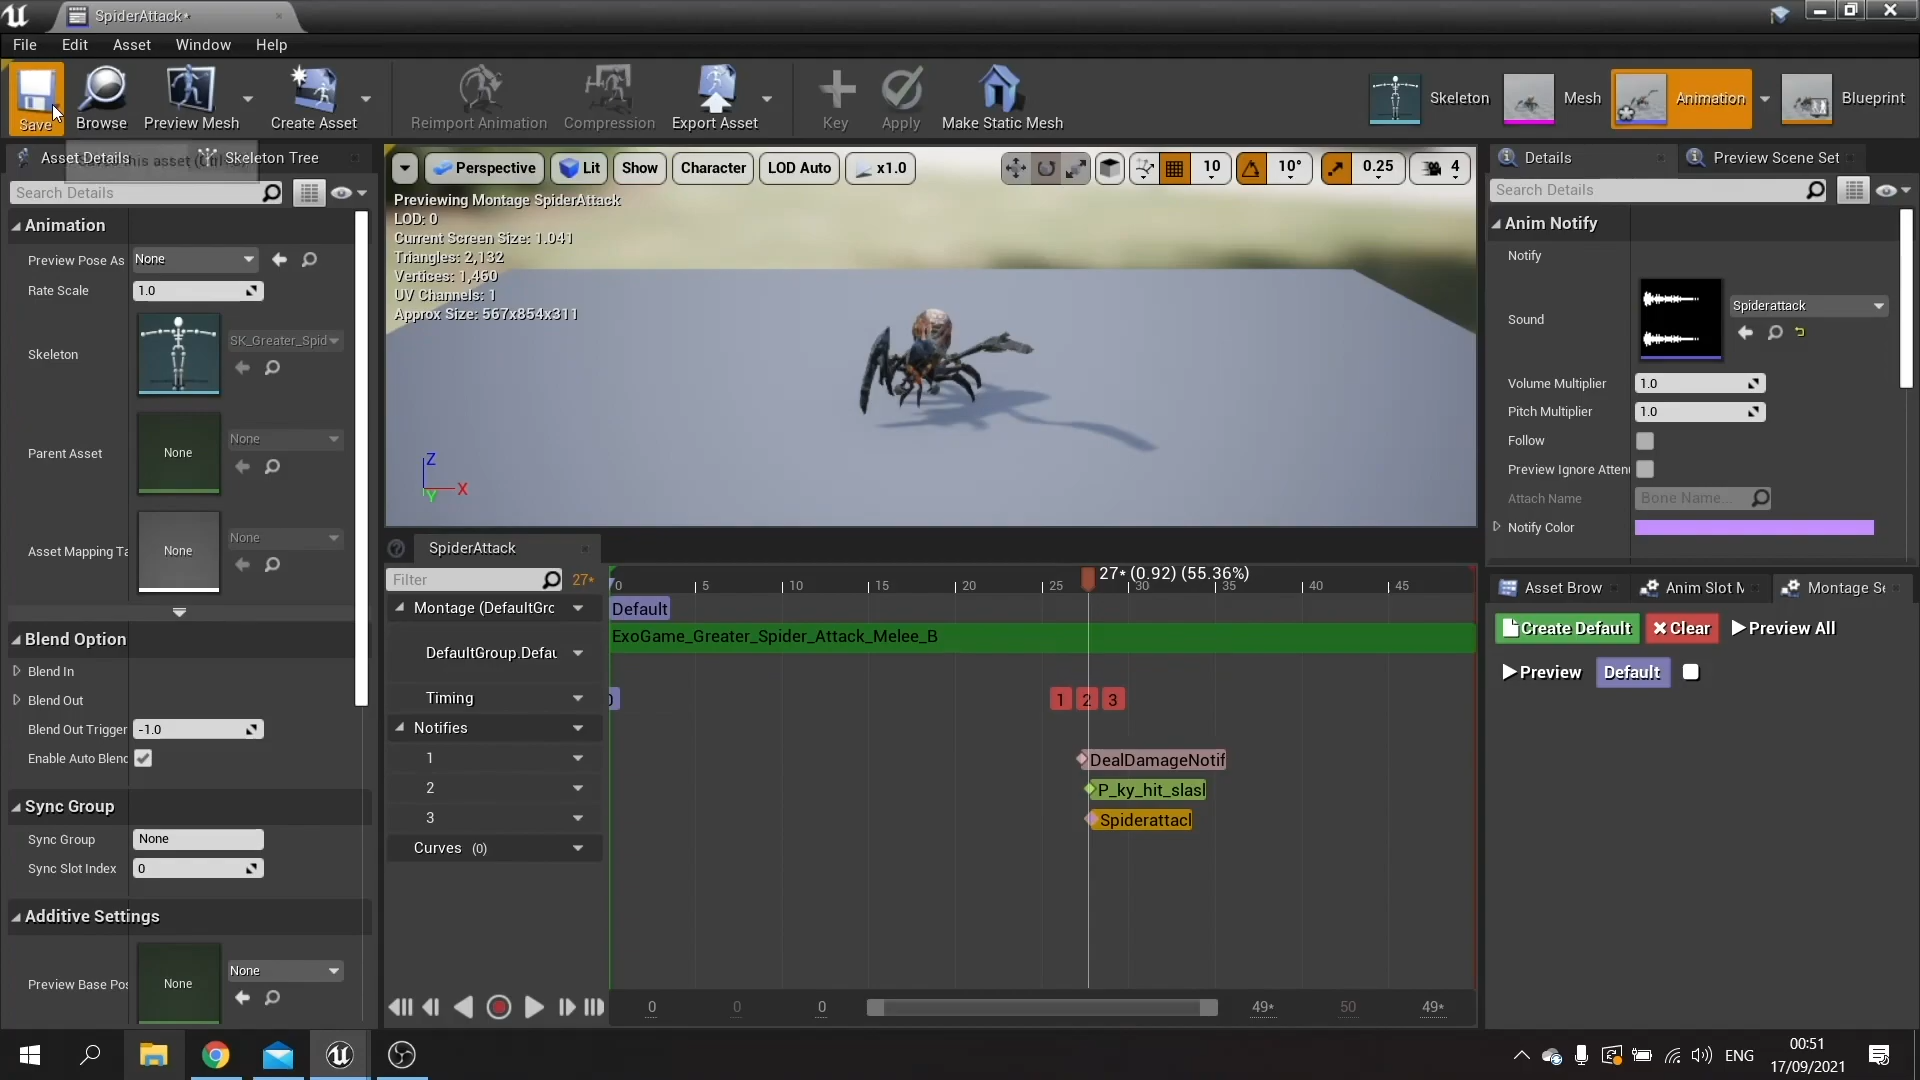 SpiderAttack*
File Edit Asset Window Help
Save Browse Preview Mesh Create Asset Reimport Animation Compression Export Asset Key Apply Make Static Mesh Skeleton Mesh Animation Blueprint
Asset Details Skeleton Tree
Search Details
Animation
Preview Pose As None
Rate Scale 1.0
Skeleton SK_Greater_Spid
Parent Asset None None
Asset Mapping Ta None None
Blend Option
Blend In
Blend Out
Blend Out Trigger -1.0
Enable Auto Blend
Sync Group
Sync Group None
Sync Slot Index 0
Additive Settings
Preview Base Pos None None
Perspective Lit Show Character LOD Auto x1.0 10 10° 0.25 4
Previewing Montage SpiderAttack
LOD: 0
Current Screen Size: 1.041
Triangles: 2,132
Vertices: 1,460
UV Channels: 1
Approx Size: 567x854x311
Z
X
Y
SpiderAttack
Filter 27*
27* (0.92) (55.36%)
0 5 10 15 20 25 30 35 40 45
Montage (DefaultGrc Default
ExoGame_Greater_Spider_Attack_Melee_B
DefaultGroup.Defau
Timing 1 2 3
Notifies
1 DealDamageNotif
2 P_ky_hit_slasl
3 Spiderattacl
Curves (0)
0 0 0 49* 50 49*
Details Preview Scene Set
Search Details
Anim Notify
Notify
Sound Spiderattack
Volume Multiplier 1.0
Pitch Multiplier 1.0
Follow
Preview Ignore Attenu
Attach Name Bone Name...
Notify Color
Asset Brow Anim Slot M Montage Se
Create Default Clear Preview All
Preview Default
ENG
00:51
17/09/2021